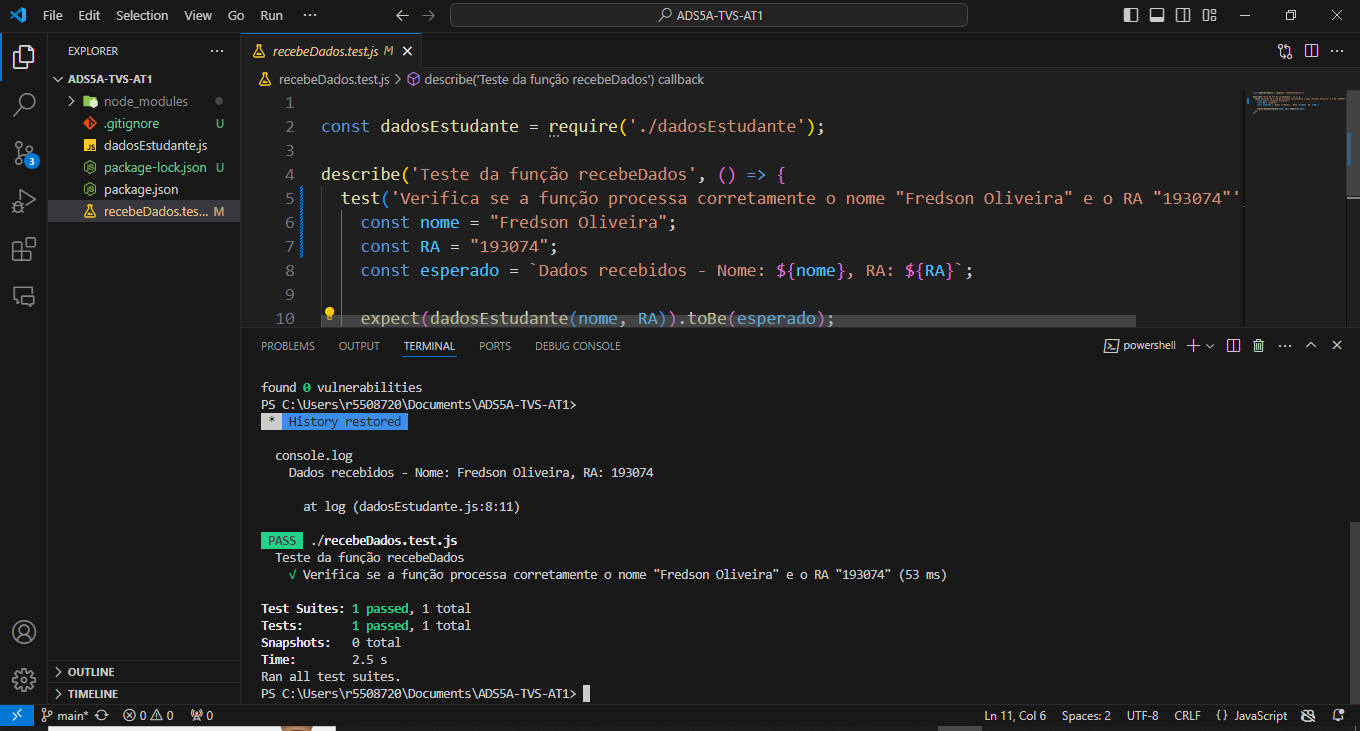 File Edit Selection View Go Run ··· ADS5A-TVS-AT1
EXPLORER ···
ADS5A-TVS-AT1
node_modules
.gitignore U
dadosEstudante.js
package-lock.json U
package.json
recebeDados.tes... M
OUTLINE
TIMELINE
3
recebeDados.test.js M
recebeDados.test.js > describe('Teste da função recebeDados') callback
1
2 const dadosEstudante = require('./dadosEstudante');
3
4 describe('Teste da função recebeDados', () => {
5 test('Verifica se a função processa corretamente o nome "Fredson Oliveira" e o RA "193074"'
6 const nome = "Fredson Oliveira";
7 const RA = "193074";
8 const esperado = `Dados recebidos - Nome: ${nome}, RA: ${RA}`;
9
10 expect(dadosEstudante(nome, RA)).toBe(esperado);
PROBLEMS OUTPUT TERMINAL PORTS DEBUG CONSOLE powershell
found 0 vulnerabilities
PS C:\Users\r5508720\Documents\ADS5A-TVS-AT1>
* History restored
console.log
Dados recebidos - Nome: Fredson Oliveira, RA: 193074
at log (dadosEstudante.js:8:11)
PASS ./recebeDados.test.js
Teste da função recebeDados
√ Verifica se a função processa corretamente o nome "Fredson Oliveira" e o RA "193074" (53 ms)
Test Suites: 1 passed, 1 total
Tests: 1 passed, 1 total
Snapshots: 0 total
Time: 2.5 s
Ran all test suites.
PS C:\Users\r5508720\Documents\ADS5A-TVS-AT1>
main* 0 0 0 Ln 11, Col 6 Spaces: 2 UTF-8 CRLF {} JavaScript